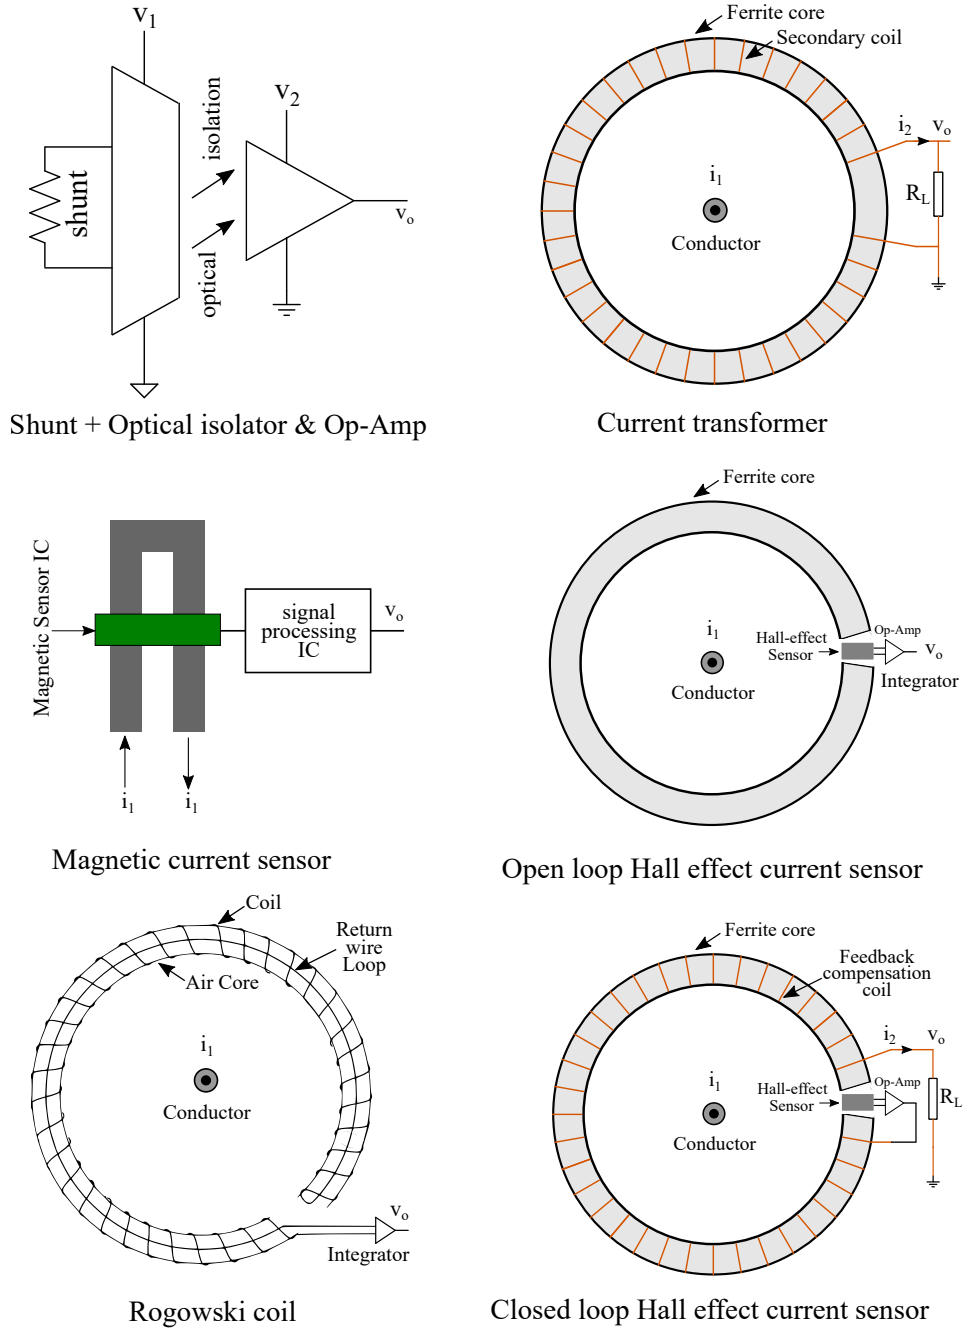 v₁
shunt
isolation
optical
v₂
vₒ
Shunt + Optical isolator & Op-Amp
Ferrite core
Secondary coil
i₂
vₒ
R_L
i₁
Conductor
Current transformer
Magnetic Sensor IC
signal
processing
IC
vₒ
i₁
i₁
Magnetic current sensor
Ferrite core
i₁
Conductor
Hall-effect
Sensor
Op-Amp
vₒ
Integrator
Open loop Hall effect current sensor
Coil
Return
wire
Loop
Air Core
i₁
Conductor
vₒ
Integrator
Rogowski coil
Ferrite core
Feedback
compensation
coil
i₂
vₒ
i₁
Conductor
Hall-effect
Sensor
Op-Amp
R_L
Closed loop Hall effect current sensor